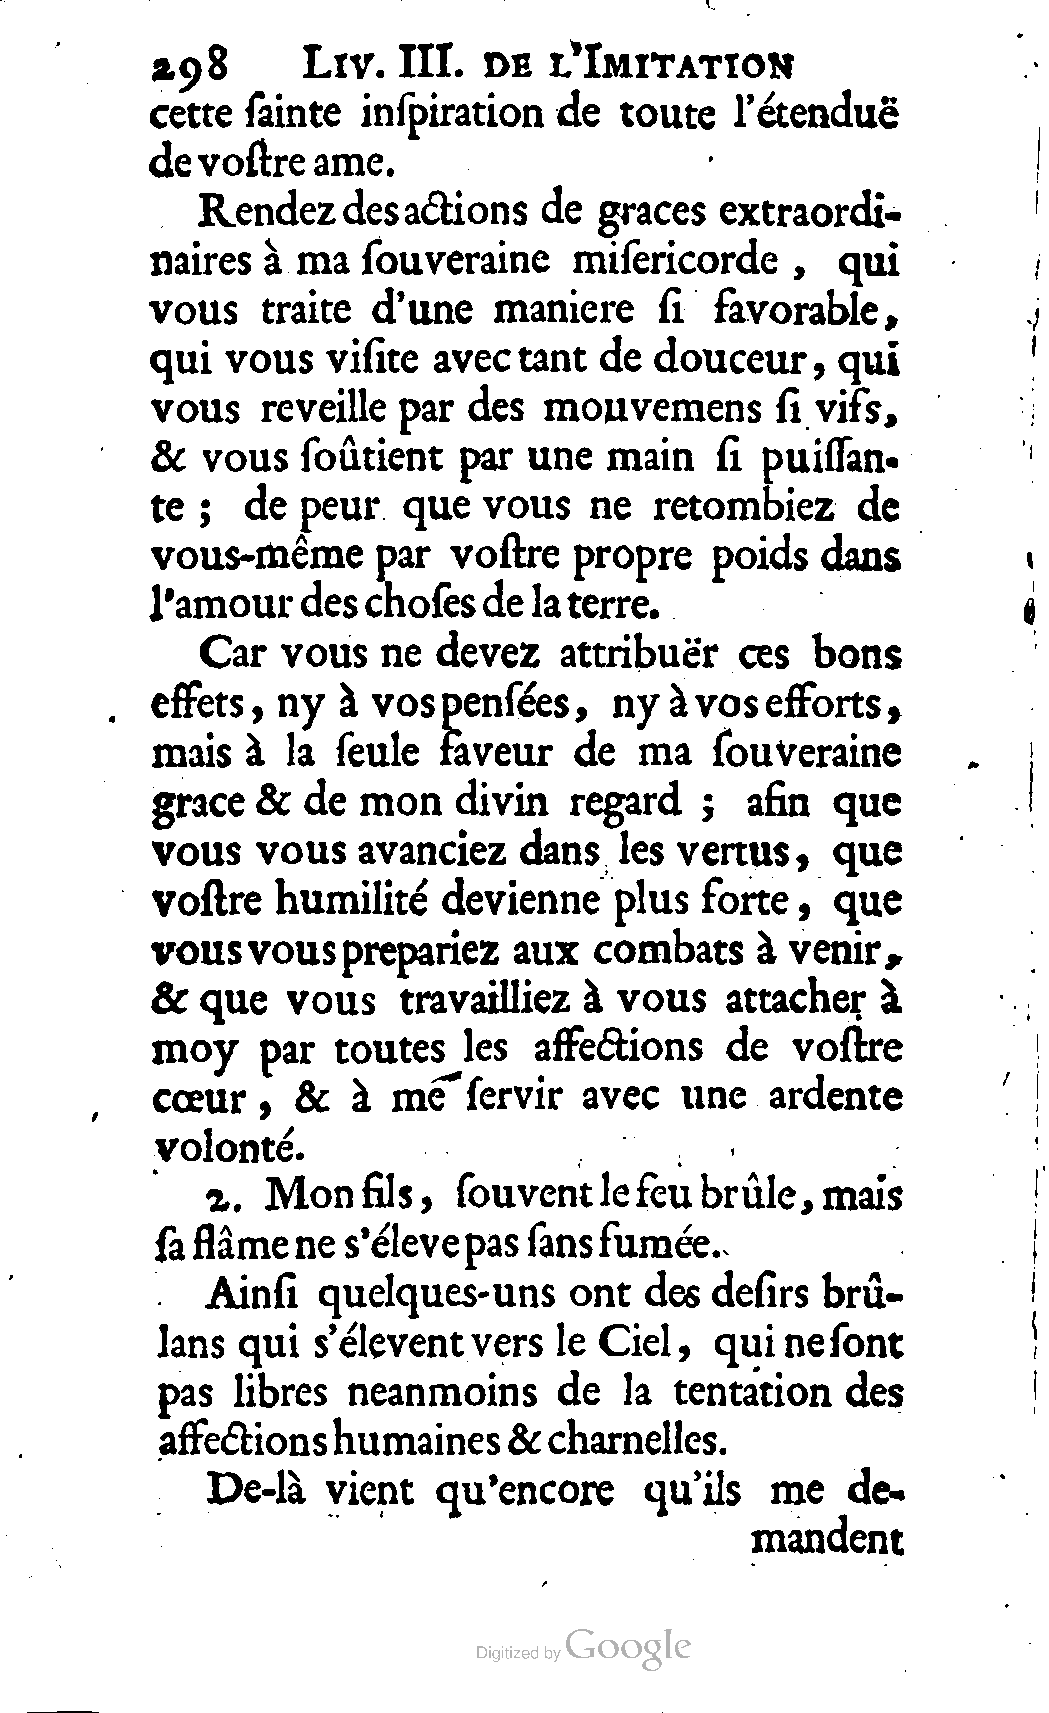 298 LIV. III. DE L'IMITATION
cette ſainte inſpiration de toute l'étenduë
de voſtre ame.
Rendez des actions de graces extraordi-
naires à ma ſouveraine miſericorde , qui
vous traite d'une maniere ſi favorable,
qui vous viſite avec tant de douceur, qui
vous reveille par des mouvemens ſi vifs,
& vous ſoûtient par une main ſi puiſſan-
te ; de peur que vous ne retombiez de
vous-même par voſtre propre poids dans
l'amour des choſes de la terre.
Car vous ne devez attribuër ces bons
effets, ny à vos penſées, ny à vos efforts,
mais à la ſeule faveur de ma ſouveraine
grace & de mon divin regard ; afin que
vous vous avanciez dans les vertus, que
voſtre humilité devienne plus forte, que
vous vous prepariez aux combats à venir,
& que vous travailliez à vous attacher à
moy par toutes les affections de voſtre
cœur, & à me ſervir avec une ardente
volonté.
2. Mon fils, ſouvent le feu brûle, mais
ſa flâme ne s'éleve pas ſans fumée.
Ainſi quelques-uns ont des deſirs brû-
lans qui s'élevent vers le Ciel, qui ne ſont
pas libres neanmoins de la tentation des
affections humaines & charnelles.
De-là vient qu'encore qu'ils me de-
mandent
Digitized by Google